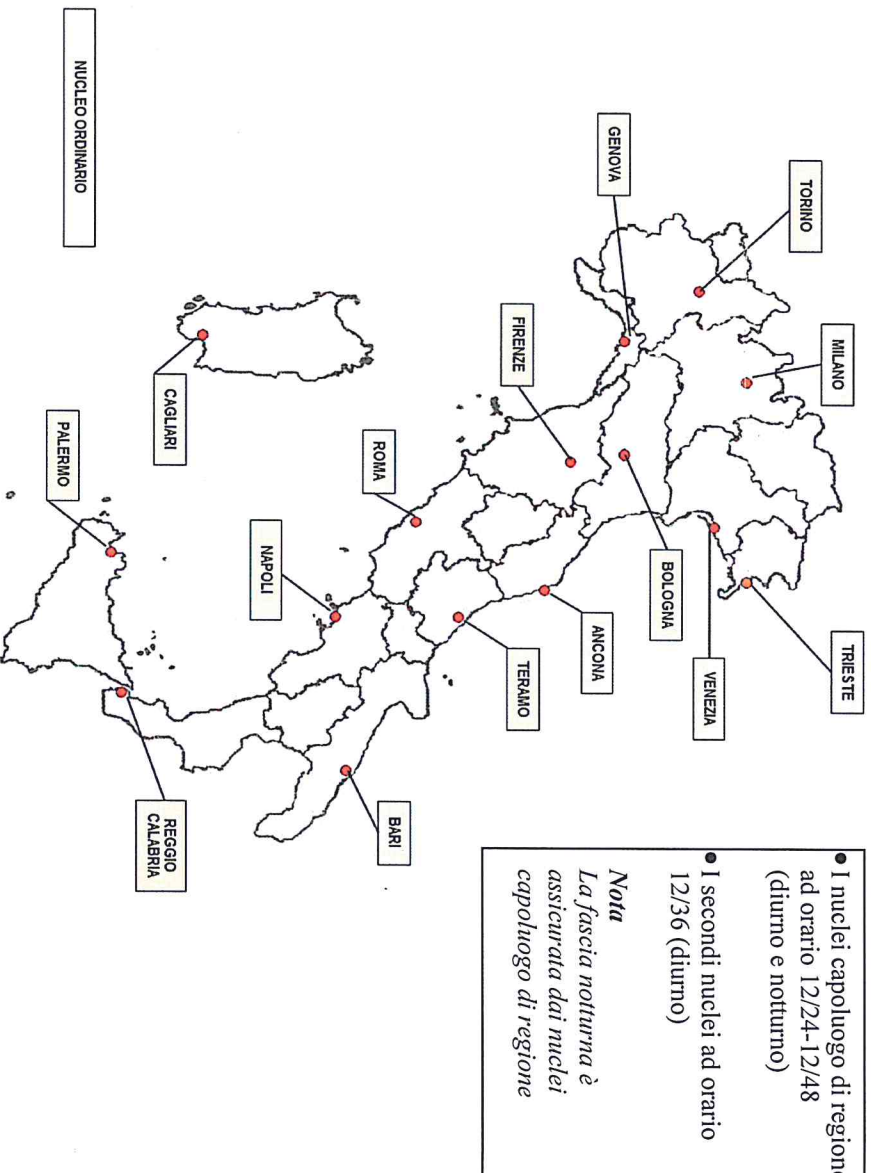 TORINO
MILANO
TRIESTE
GENOVA
VENEZIA
BOLOGNA
FIRENZE
ANCONA
TERAMO
ROMA
NAPOLI
BARI
CAGLIARI
PALERMO
REGGIO
CALABRIA
NUCLEO ORDINARIO
● I nuclei capoluogo di regione
ad orario 12/24-12/48
(diurno e notturno)
● I secondi nuclei ad orario
12/36 (diurno)
Nota
La fascia notturna è
assicurata dai nuclei
capoluogo di regione